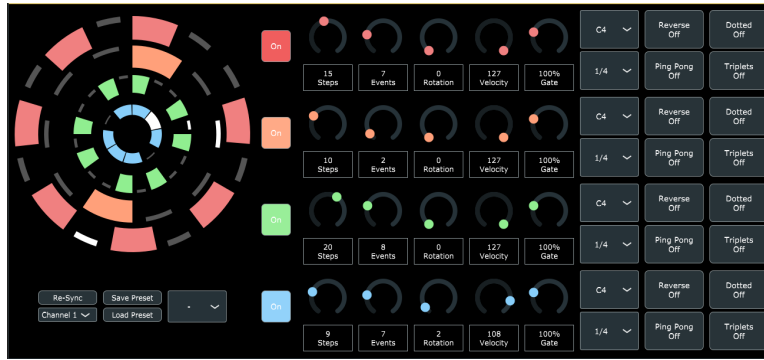 On
15
Steps
7
Events
0
Rotation
127
Velocity
100%
Gate
C4
Reverse
Off
Dotted
Off
1/4
Ping Pong
Off
Triplets
Off
On
10
Steps
2
Events
0
Rotation
127
Velocity
100%
Gate
C4
Reverse
Off
Dotted
Off
1/4
Ping Pong
Off
Triplets
Off
On
20
Steps
8
Events
0
Rotation
127
Velocity
100%
Gate
C4
Reverse
Off
Dotted
Off
1/4
Ping Pong
Off
Triplets
Off
Re-Sync
Save Preset
Channel 1
Load Preset
-
On
9
Steps
7
Events
2
Rotation
108
Velocity
100%
Gate
C4
Reverse
Off
Dotted
Off
1/4
Ping Pong
Off
Triplets
Off